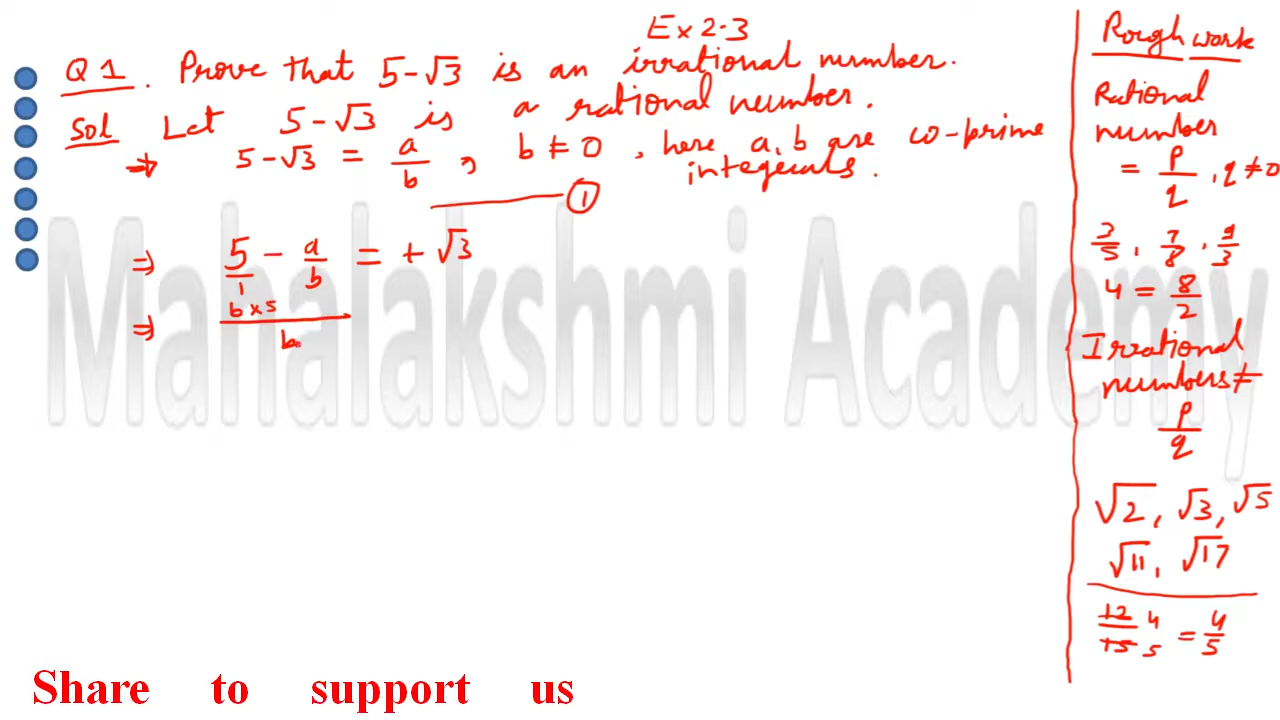 Ex 2.3
Q1. Prove that 5-√3 is an irrational number.
Sol Let 5-√3 is a rational number.
⇒ 5-√3 = a/b, b≠0, here a, b are co-prime
integerals.
①
⇒ 5/1 - a/b = +√3
⇒ b×5/b
Rough work
Rational
number
= p/q, q≠0
3/5, 7/8, 9/3
4 = 8/2
Irrational
numbers ≠
p/q
√2, √3, √5
√11, √17
12/15 4/5 = 4/5
Mahalakshmi Academy
Share to support us